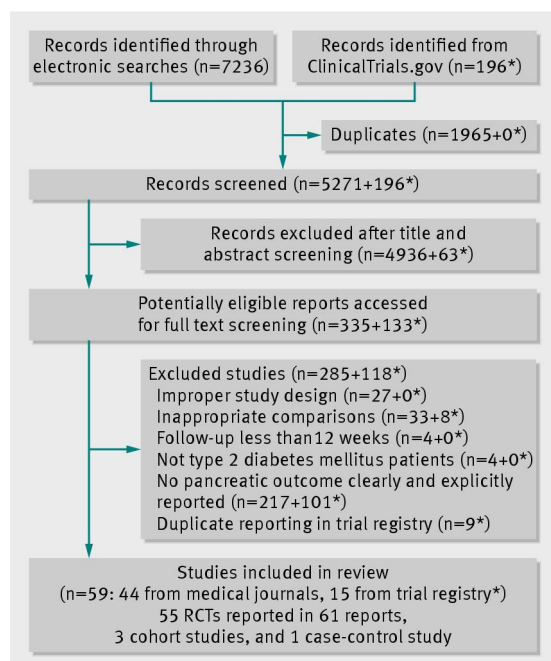 Records identified through
electronic searches (n=7236)
Records identified from
ClinicalTrials.gov (n=196*)
Duplicates (n=1965+0*)
Records screened (n=5271+196*)
Records excluded after title and
abstract screening (n=4936+63*)
Potentially eligible reports accessed
for full text screening (n=335+133*)
Excluded studies (n=285+118*)
Improper study design (n=27+0*)
Inappropriate comparisons (n=33+8*)
Follow-up less than12 weeks (n=4+0*)
Not type 2 diabetes mellitus patients (n=4+0*)
No pancreatic outcome clearly and explicitly
reported (n=217+101*)
Duplicate reporting in trial registry (n=9*)
Studies included in review
(n=59: 44 from medical journals, 15 from trial registry*)
55 RCTs reported in 61 reports,
3 cohort studies, and 1 case-control study